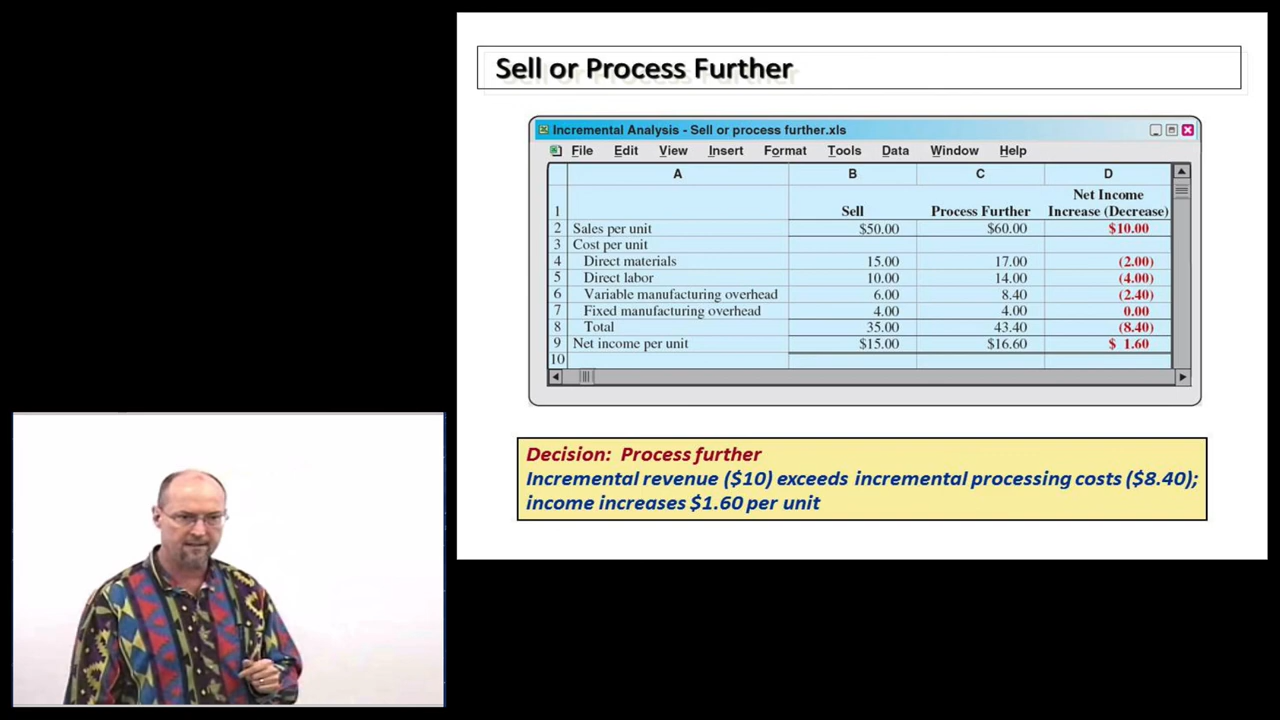 Sell or Process Further
Incremental Analysis - Sell or process further.xls
File Edit View Insert Format Tools Data Window Help
A B C D
Net Income
1 Sell Process Further Increase (Decrease)
2 Sales per unit $50.00 $60.00 $10.00
3 Cost per unit
4 Direct materials 15.00 17.00 (2.00)
5 Direct labor 10.00 14.00 (4.00)
6 Variable manufacturing overhead 6.00 8.40 (2.40)
7 Fixed manufacturing overhead 4.00 4.00 0.00
8 Total 35.00 43.40 (8.40)
9 Net income per unit $15.00 $16.60 $ 1.60
10
Decision: Process further
Incremental revenue ($10) exceeds incremental processing costs ($8.40);
income increases $1.60 per unit